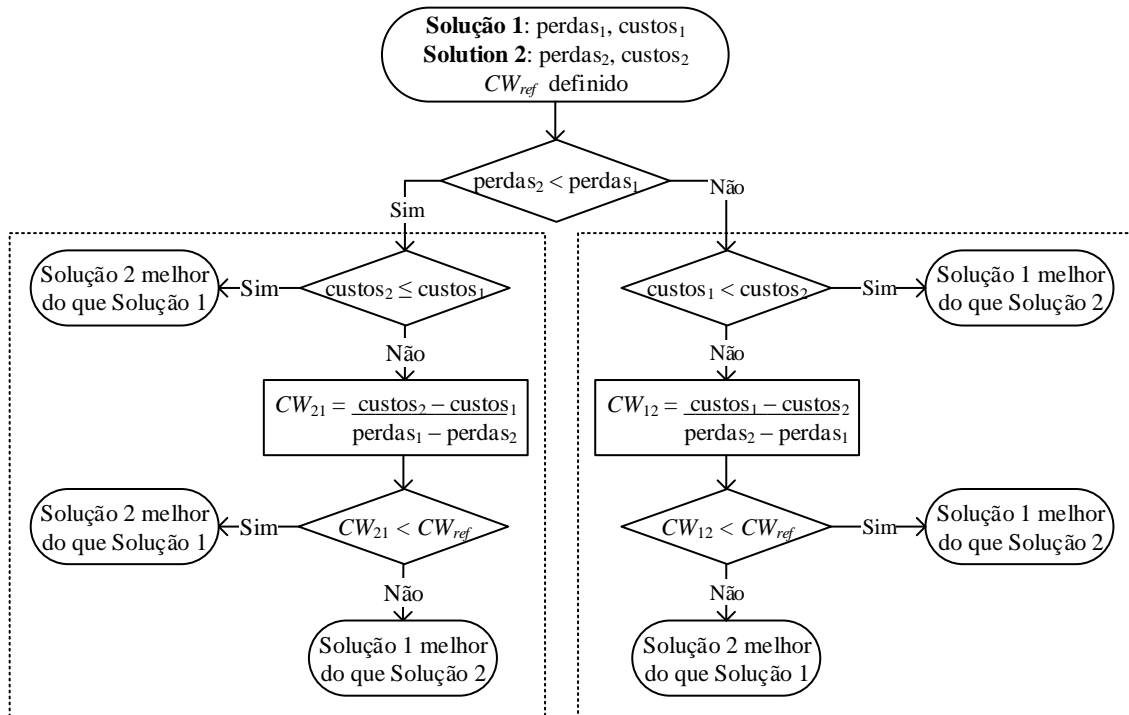 Solução 1: perdas₁, custos₁
Solution 2: perdas₂, custos₂
CW_ref definido
perdas₂ < perdas₁
Sim
Não
custos₂ ≤ custos₁
Sim
Solução 2 melhor
do que Solução 1
Não
CW₂₁ = custos₂ – custos₁
perdas₁ – perdas₂
CW₂₁ < CW_ref
Sim
Solução 2 melhor
do que Solução 1
Não
Solução 1 melhor
do que Solução 2
custos₁ < custos₂
Sim
Solução 1 melhor
do que Solução 2
Não
CW₁₂ = custos₁ – custos₂
perdas₂ – perdas₁
CW₁₂ < CW_ref
Sim
Solução 1 melhor
do que Solução 2
Não
Solução 2 melhor
do que Solução 1